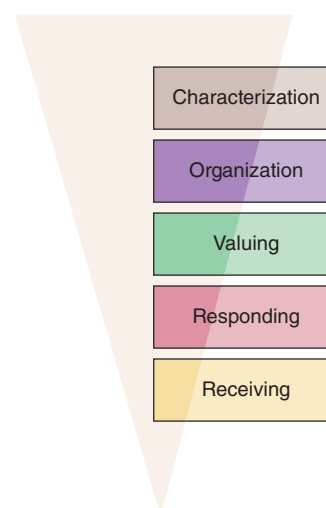 Characterization
Organization
Valuing
Responding
Receiving